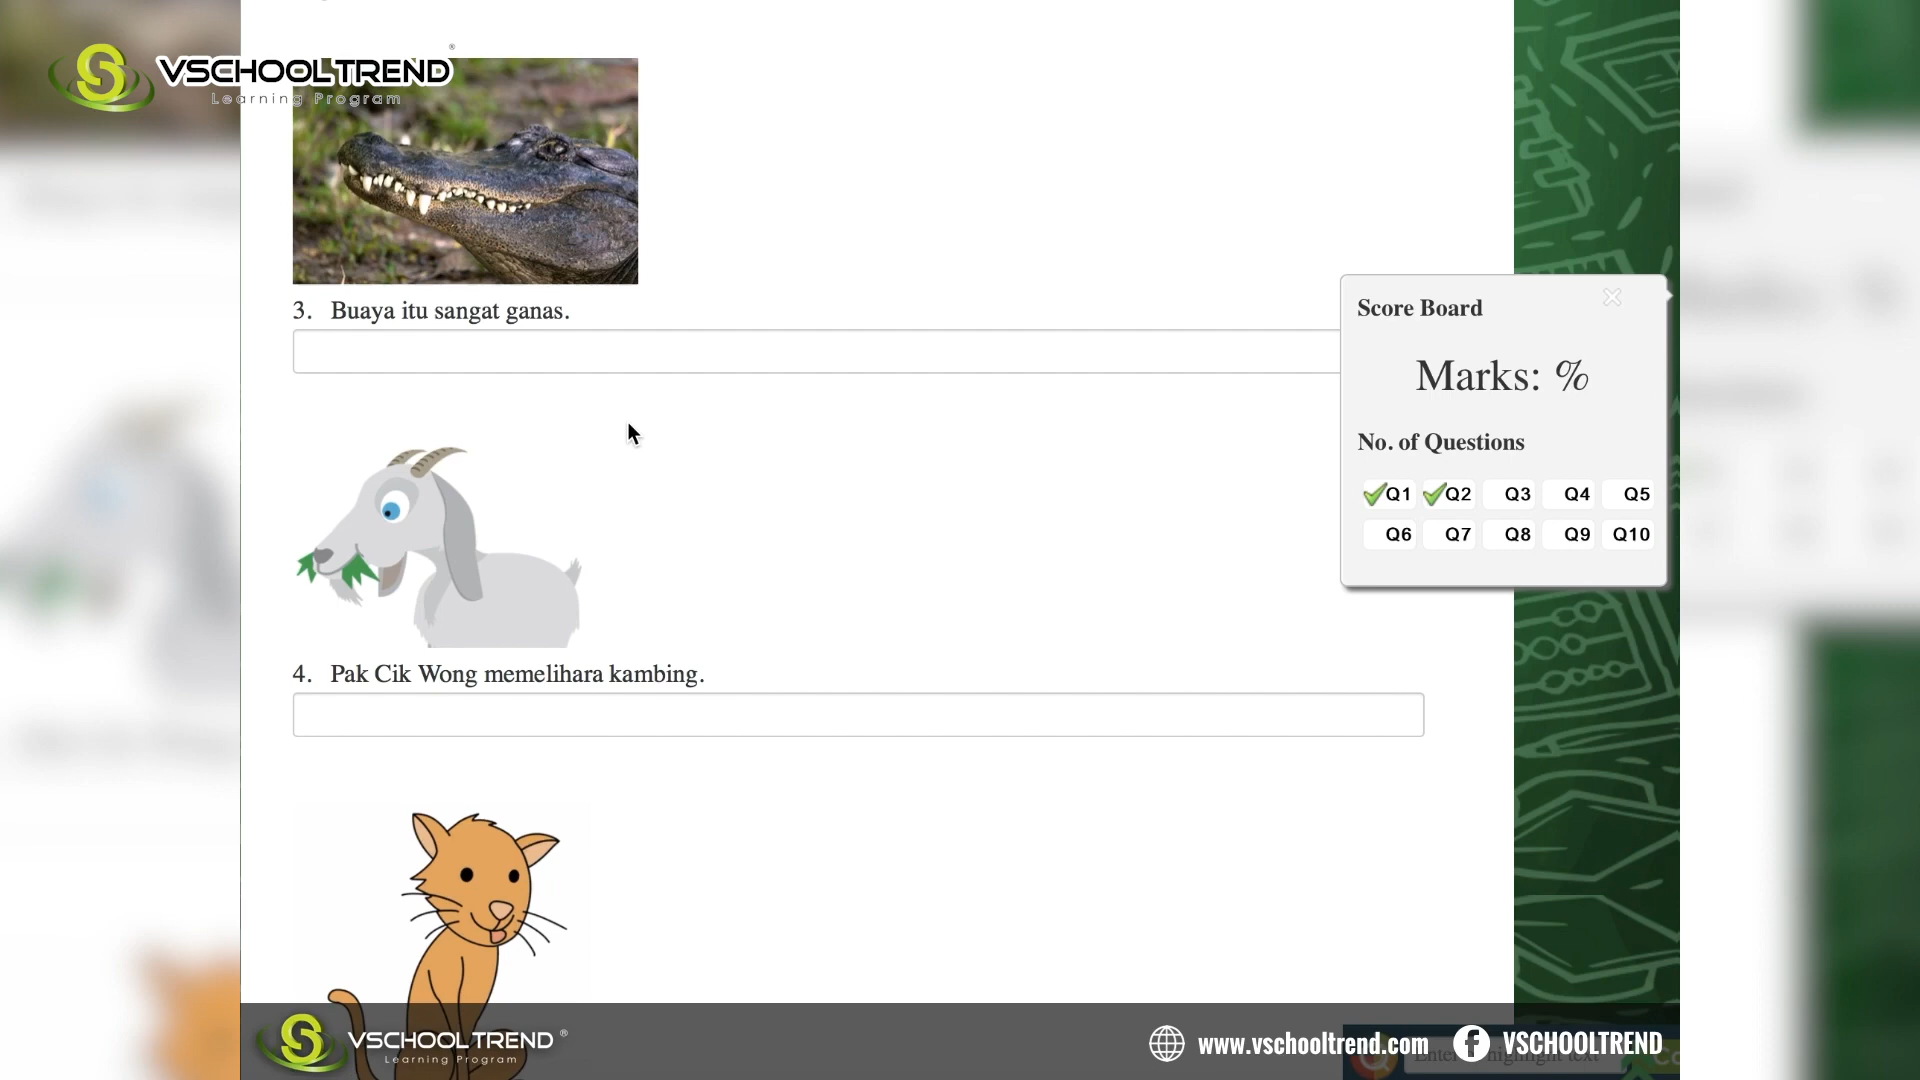 VSCHOOLTREND ®
Learning Program
3. Buaya itu sangat ganas.
Score Board
Marks: %
No. of Questions
Q1 Q2 Q3 Q4 Q5
Q6 Q7 Q8 Q9 Q10
4. Pak Cik Wong memelihara kambing.
VSCHOOLTREND ®
Learning Program
www.vschooltrend.com
VSCHOOLTREND